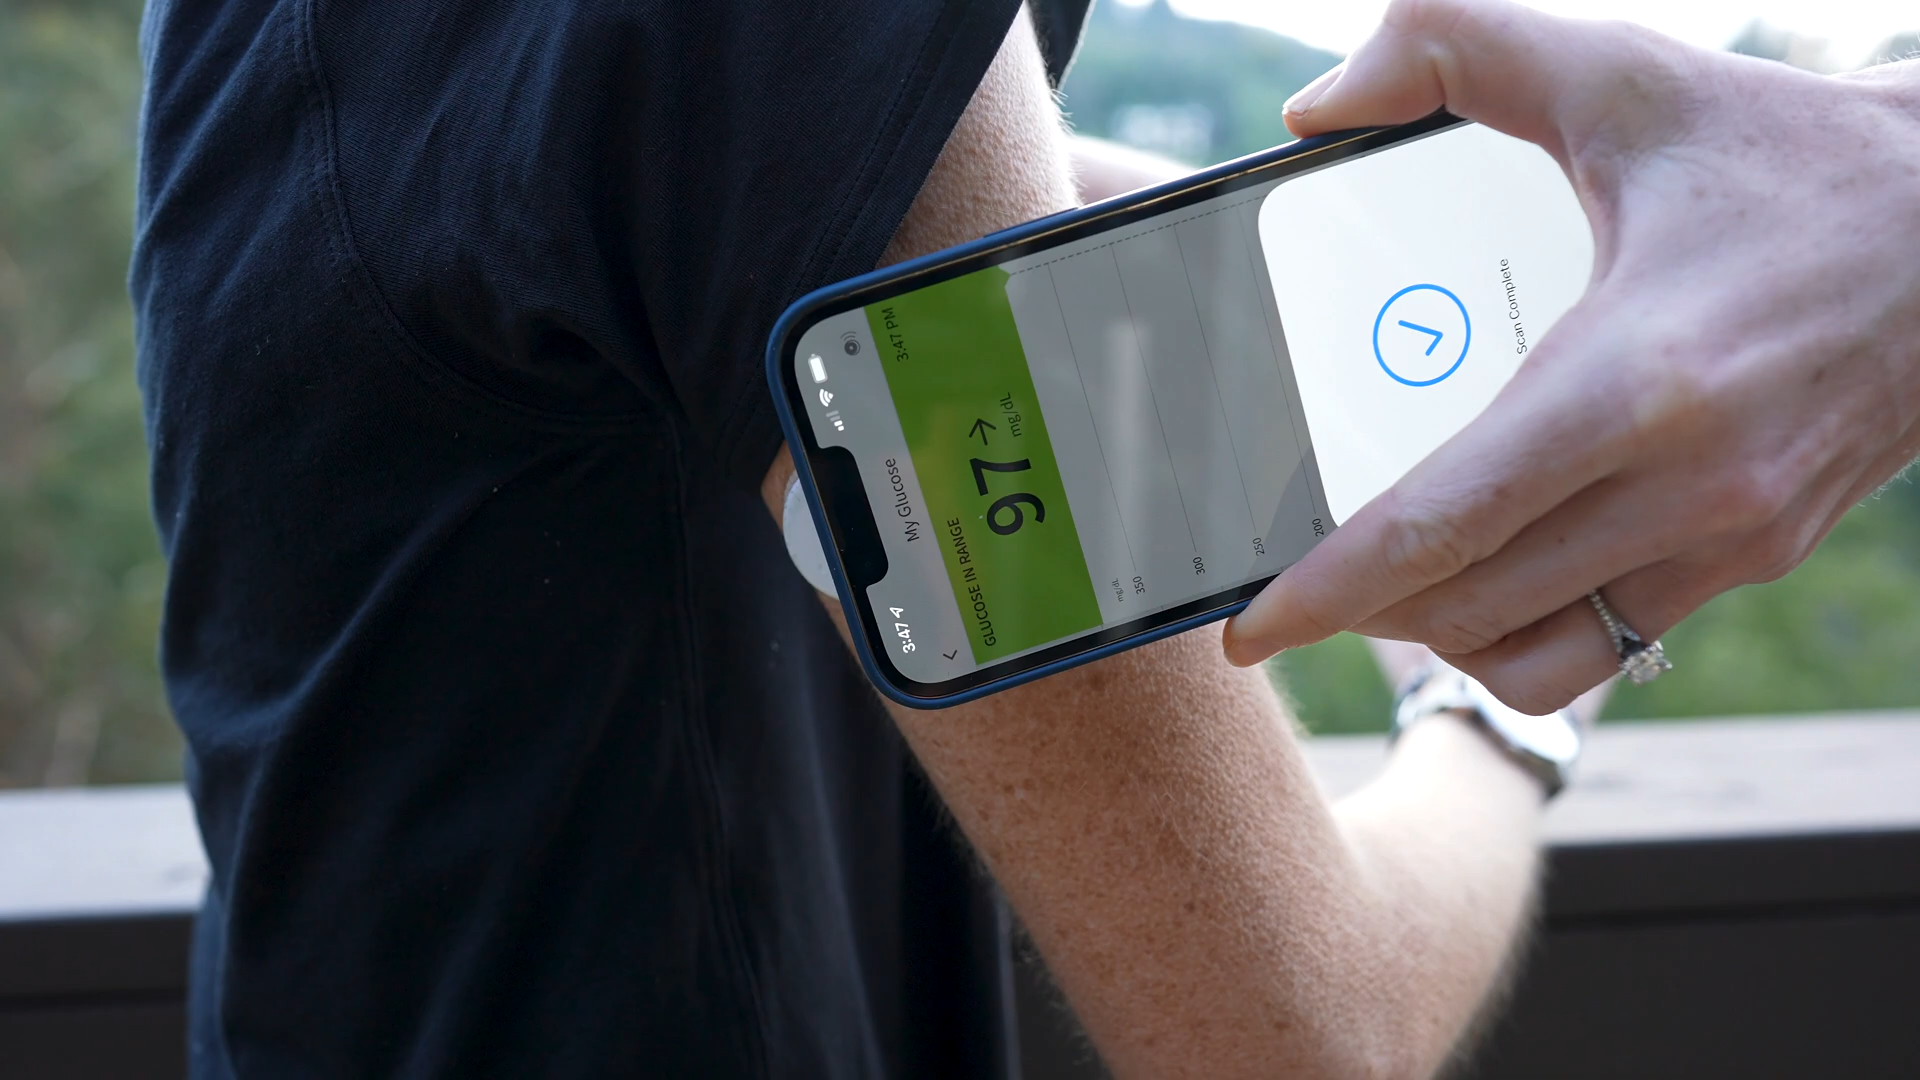 3:47
My Glucose
GLUCOSE IN RANGE 3:47 PM
97 → mg/dL
mg/dL
350
300
250
200
Scan Complete